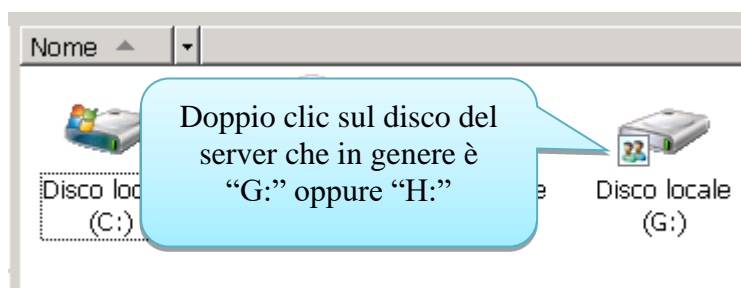 Nome
Doppio clic sul disco del
server che in genere è
“G:” oppure “H:”
Disco loc
(C:)
e
Disco locale
(G:)